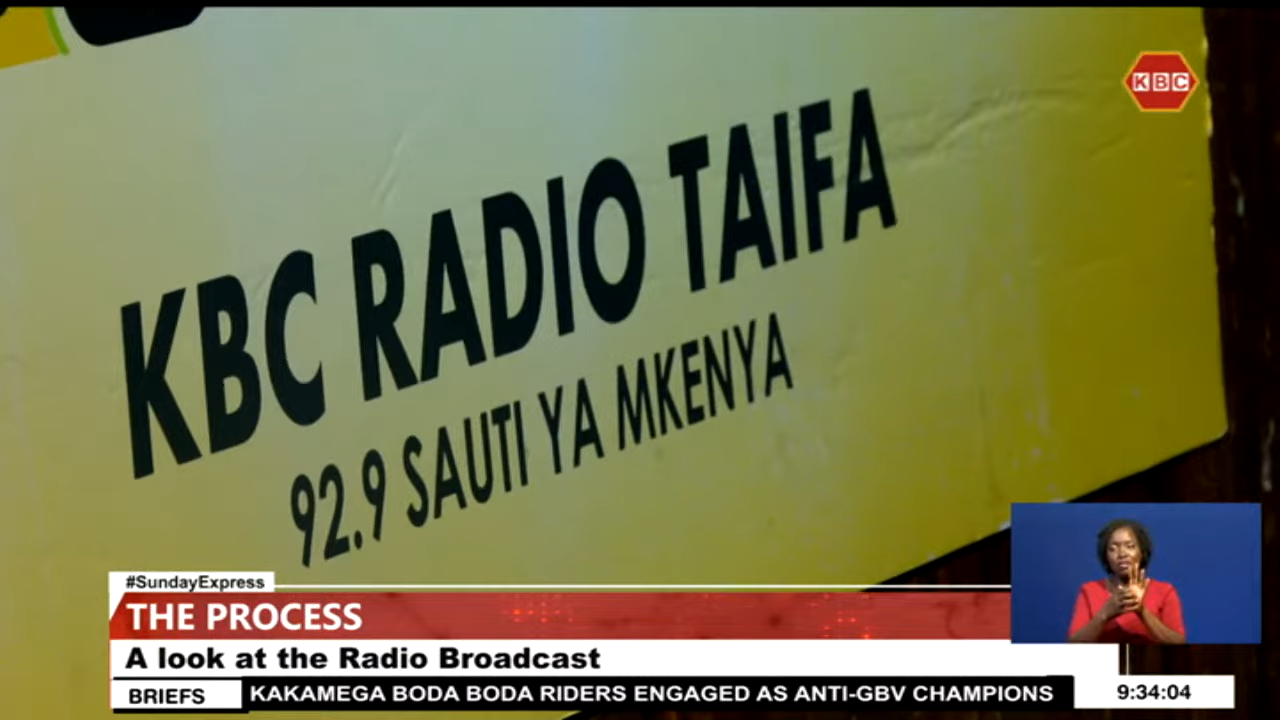 KBC
KBC RADIO TAIFA
92.9 SAUTI YA MKENYA
#SundayExpress
THE PROCESS
A look at the Radio Broadcast
BRIEFS
KAKAMEGA BODA BODA RIDERS ENGAGED AS ANTI-GBV CHAMPIONS
9:34:04